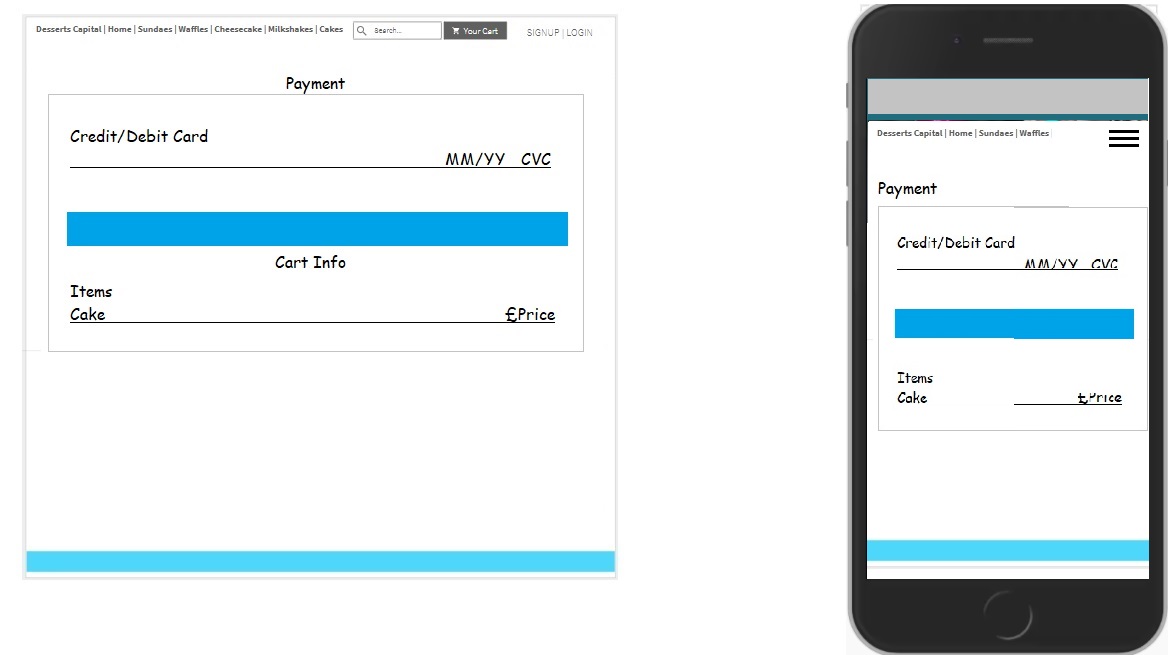 Desserts Capital | Home | Sundaes | Waffles | Cheesecake | Milkshakes | Cakes Search... Your Cart SIGNUP | LOGIN
Payment
Credit/Debit Card
MM/YY CVC
Cart Info
Items
Cake £Price
Desserts Capital | Home | Sundaes | Waffles
Payment
Credit/Debit Card
MM/YY CVC
Items
Cake £Price